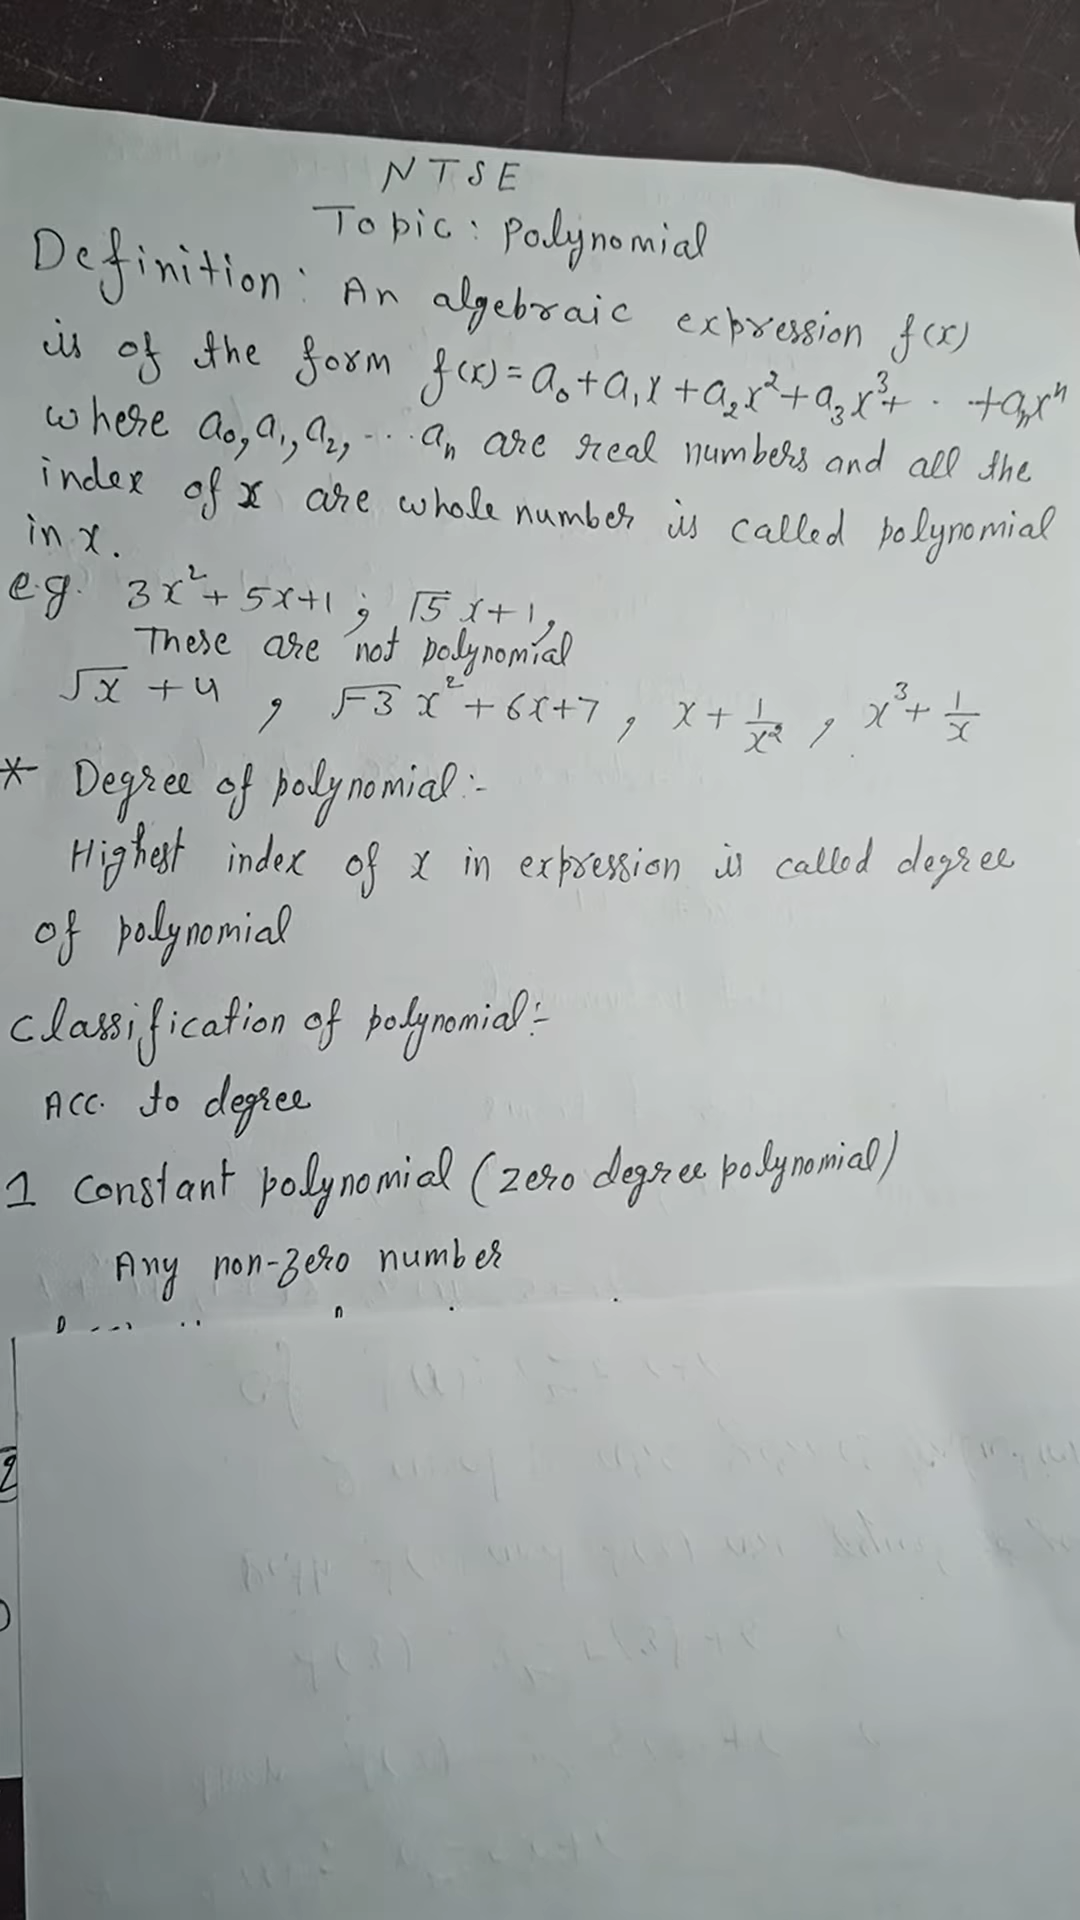 NTSE
Topic: Polynomial
Definition: An algebraic expression f(x)
is of the form f(x) = a₀+a₁x+a₂x²+a₃x³+ . . +aₙxⁿ
where a₀, a₁, a₂, ... aₙ are real numbers and all the
index of x are whole number is called polynomial
in x.
e.g. 3x²+5x+1 ; √5 x+1,
These are not polynomial
√x + 4 , √-3 x²+6x+7 , x + 1/x² , x³ + 1/x
* Degree of polynomial :-
Highest index of x in expression is called degree
of polynomial
Classification of polynomial :-
Acc. to degree
1 Constant polynomial (zero degree polynomial)
Any non-zero number